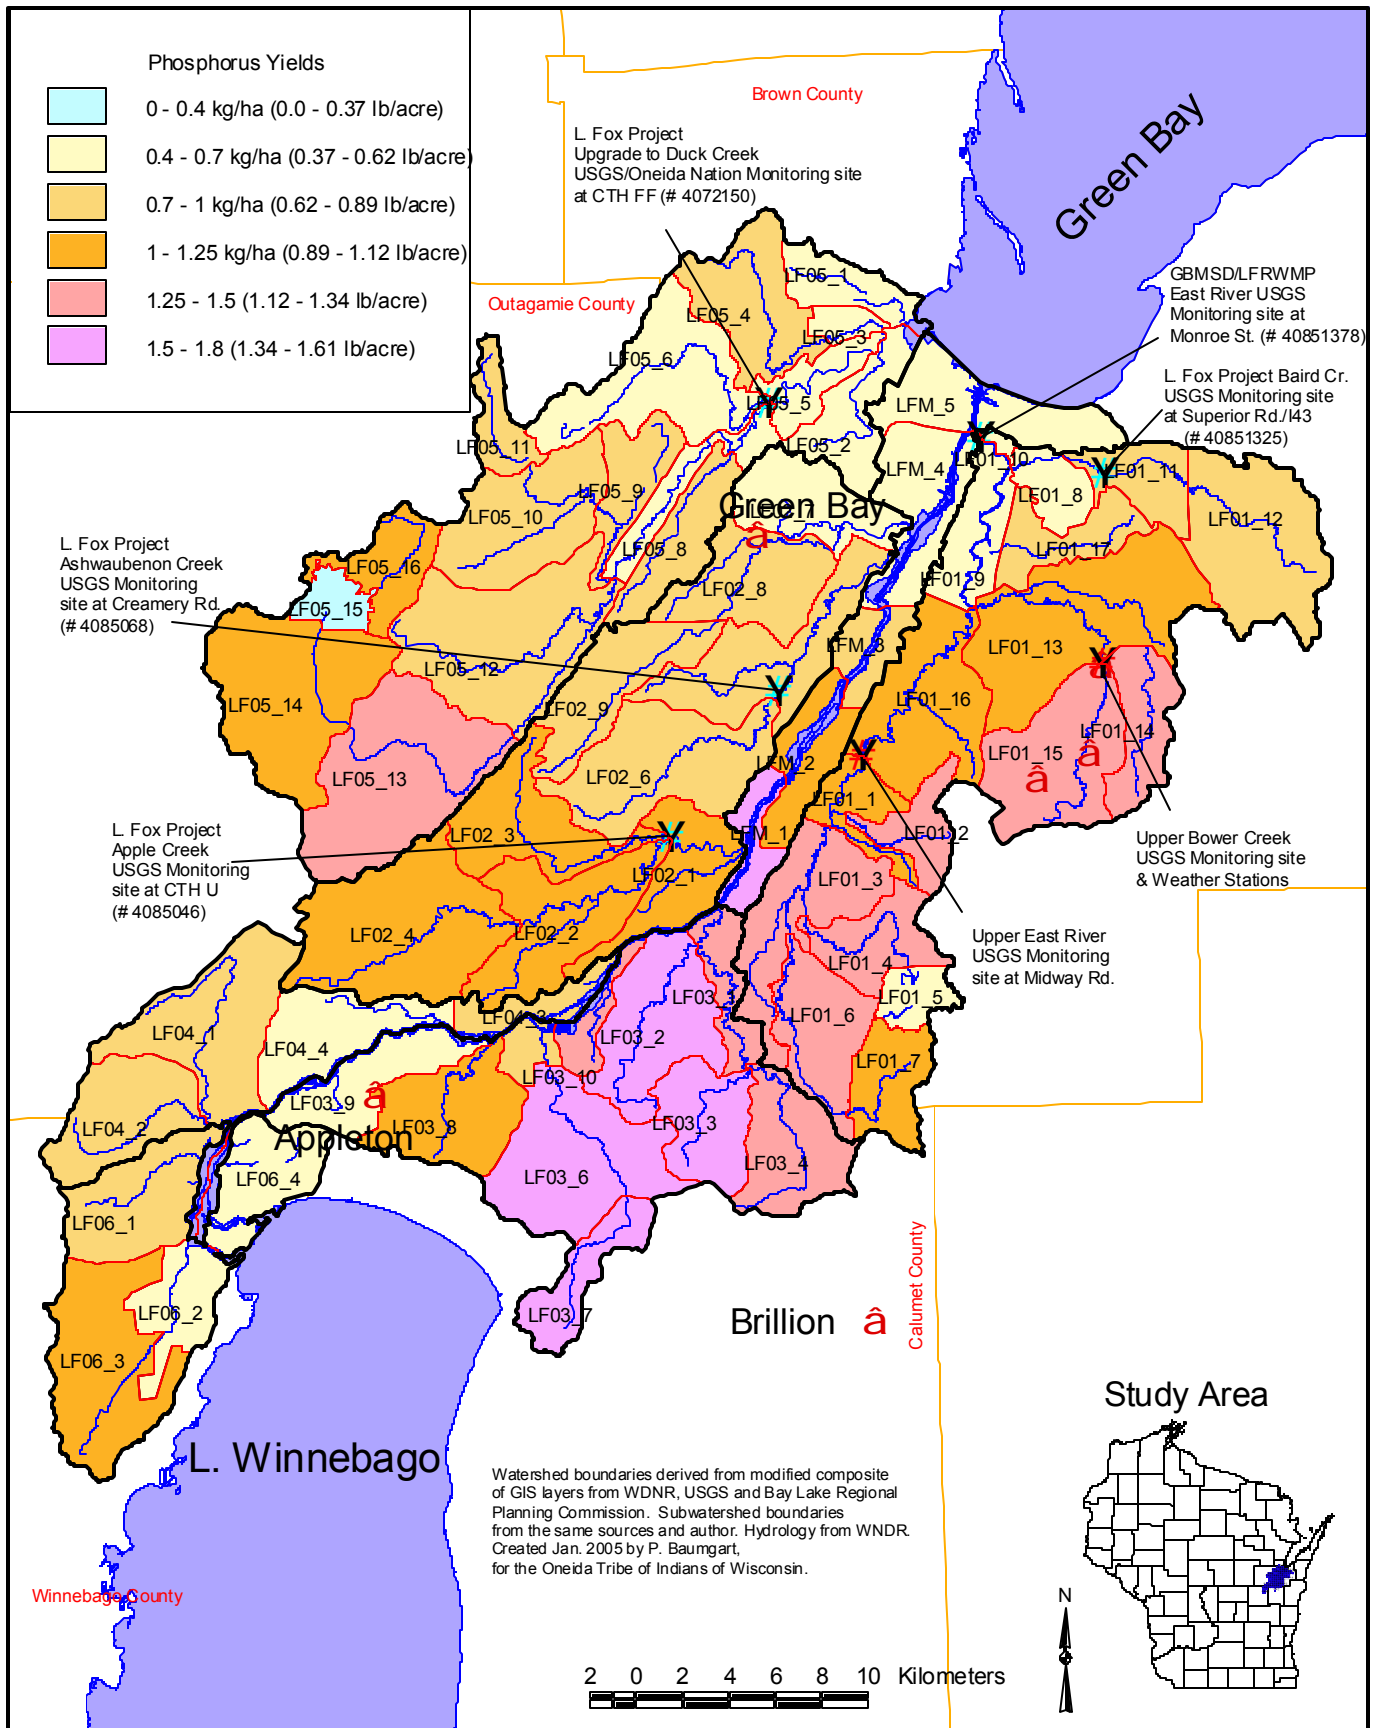 Phosphorus Yields
0 - 0.4 kg/ha (0.0 - 0.37 lb/acre)
0.4 - 0.7 kg/ha (0.37 - 0.62 lb/acre)
0.7 - 1 kg/ha (0.62 - 0.89 lb/acre)
1 - 1.25 kg/ha (0.89 - 1.12 lb/acre)
1.25 - 1.5 (1.12 - 1.34 lb/acre)
1.5 - 1.8 (1.34 - 1.61 lb/acre)
Brown County
Green Bay
L. Fox Project
Upgrade to Duck Creek
USGS/Oneida Nation Monitoring site
at CTH FF (# 4072150)
GBMSD/LFRWMP
East River USGS
Monitoring site at
Monroe St. (# 40851378)
Outagamie County
L. Fox Project Baird Cr.
USGS Monitoring site
at Superior Rd./I43
(# 40851325)
LF05_1
LF05_4
LF05_3
LF05_6
LF05_5
LFM_5
LF05_2
LF05_11
LFM_4
LF01_10
LF01_11
LF01_8
LF05_9
LF05_10
Green Bay
â
LF01_12
LF05_8
LF01_17
L. Fox Project
Ashwaubenon Creek
USGS Monitoring
site at Creamery Rd.
(# 4085068)
LF05_16
LF05_15
LF02_8
LF01_9
LFM_3
LF01_13
LF05_12
LF05_14
LF02_9
LF01_16
LF05_13
LF02_6
LFM_2
LF01_14
LF01_15
â
â
â
LF01_1
LF02_3
LFM_1
LF01_2
L. Fox Project
Apple Creek
USGS Monitoring
site at CTH U
(# 4085046)
Upper Bower Creek
USGS Monitoring site
& Weather Stations
LF02_1
LF01_3
LF02_4
LF02_2
LF01_4
Upper East River
USGS Monitoring
site at Midway Rd.
LF01_5
LF04_3
LF01_6
LF04_1
LF04_4
LF03_2
LF01_7
LF03_10
LF03_9
â
LF04_2
Appleton
LF03_8
LF03_3
LF03_4
LF06_4
LF03_6
LF06_1
LF06_2
LF03_7
Brillion â
Calumet County
LF06_3
Study Area
L. Winnebago
Watershed boundaries derived from modified composite
of GIS layers from WDNR, USGS and Bay Lake Regional
Planning Commission. Subwatershed boundaries
from the same sources and author. Hydrology from WNDR.
Created Jan. 2005 by P. Baumgart,
for the Oneida Tribe of Indians of Wisconsin.
Winnebago County
N
2 0 2 4 6 8 10 Kilometers